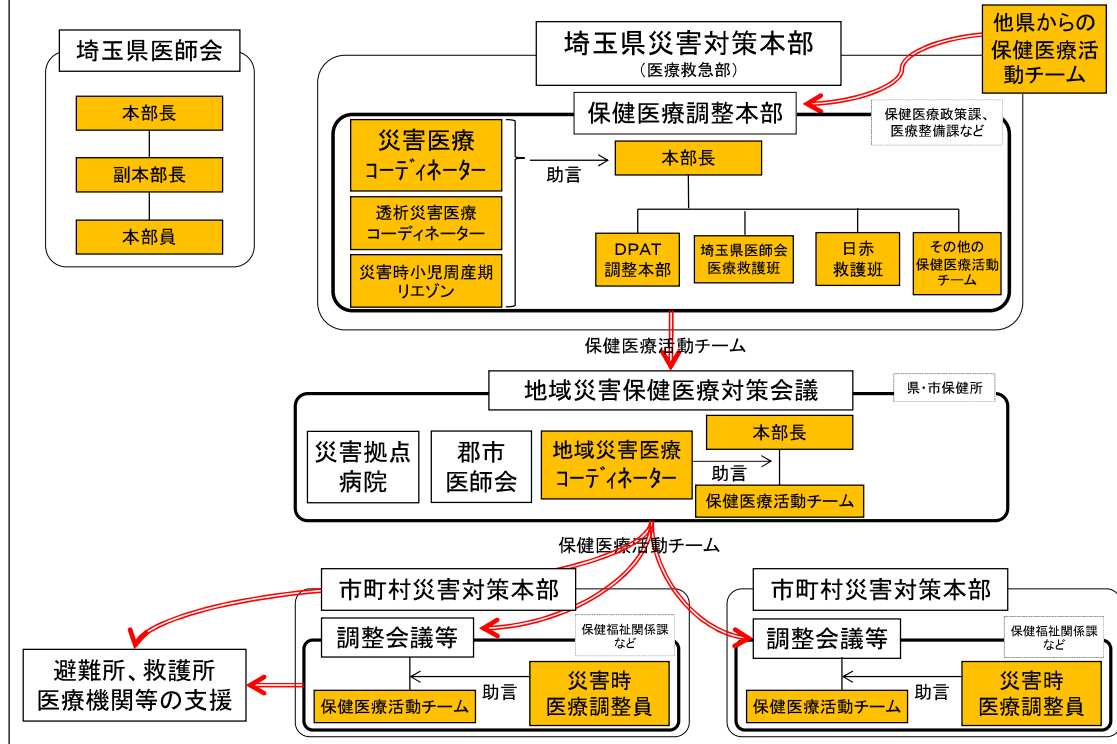 埼玉県医師会
本部長
副本部長
本部員
埼玉県災害対策本部
（医療救急部）
他県からの
保健医療活
動チーム
保健医療調整本部
保健医療政策課、
医療整備課など
災害医療
コーディネーター
透析災害医療
コーディネーター
災害時小児周産期
リエゾン
助言
本部長
DPAT
調整本部
埼玉県医師会
医療救護班
日赤
救護班
その他の
保健医療活動
チーム
保健医療活動チーム
地域災害保健医療対策会議
県・市保健所
災害拠点
病院
郡市
医師会
地域災害医療
コーディネーター
助言
本部長
保健医療活動チーム
保健医療活動チーム
市町村災害対策本部
調整会議等
保健福祉関係課
など
助言
保健医療活動チーム
災害時
医療調整員
市町村災害対策本部
調整会議等
保健福祉関係課
など
助言
保健医療活動チーム
災害時
医療調整員
避難所、救護所
医療機関等の支援